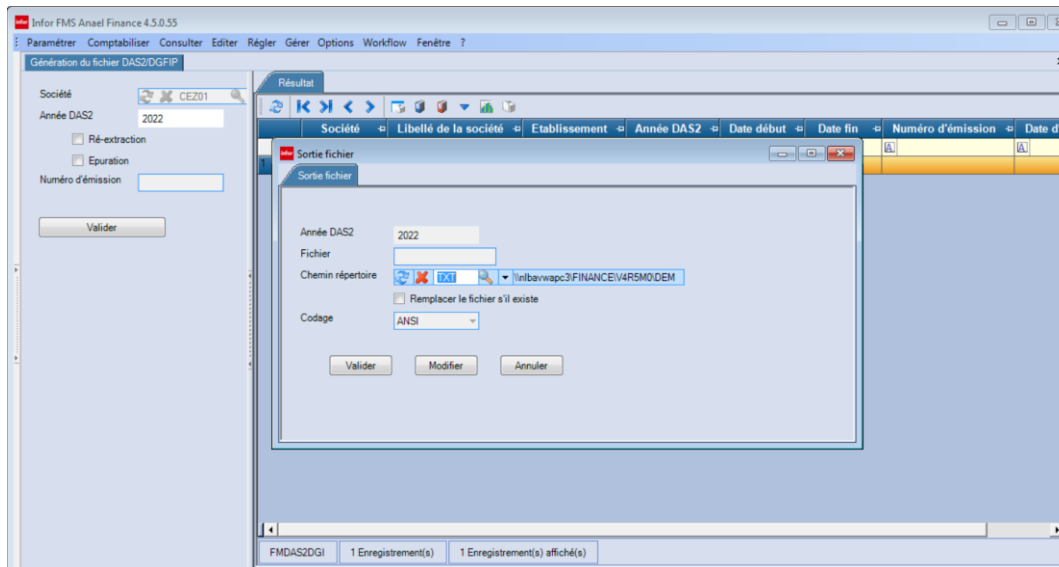 Infor FMS Anael Finance 4.5.0.55
Paramétrer Comptabiliser Consulter Editer Régler Gérer Options Workflow Fenêtre ?
Génération du fichier DAS2/DGFIP
Société CEZ01
Année DAS2 2022
Ré-extraction
Epuration
Numéro d'émission
Valider
Résultat
Société Libellé de la société Etablissement Année DAS2 Date début Date fin Numéro d'émission Date d
1
Infor Sortie fichier
Sortie fichier
Année DAS2 2022
Fichier
Chemin répertoire TXT \\nlbavwapc3\FINANCE\V4R5M0\DEM
Remplacer le fichier s'il existe
Codage ANSI
Valider Modifier Annuler
FMDAS2DGI 1 Enregistrement(s) 1 Enregistrement(s) affiché(s)